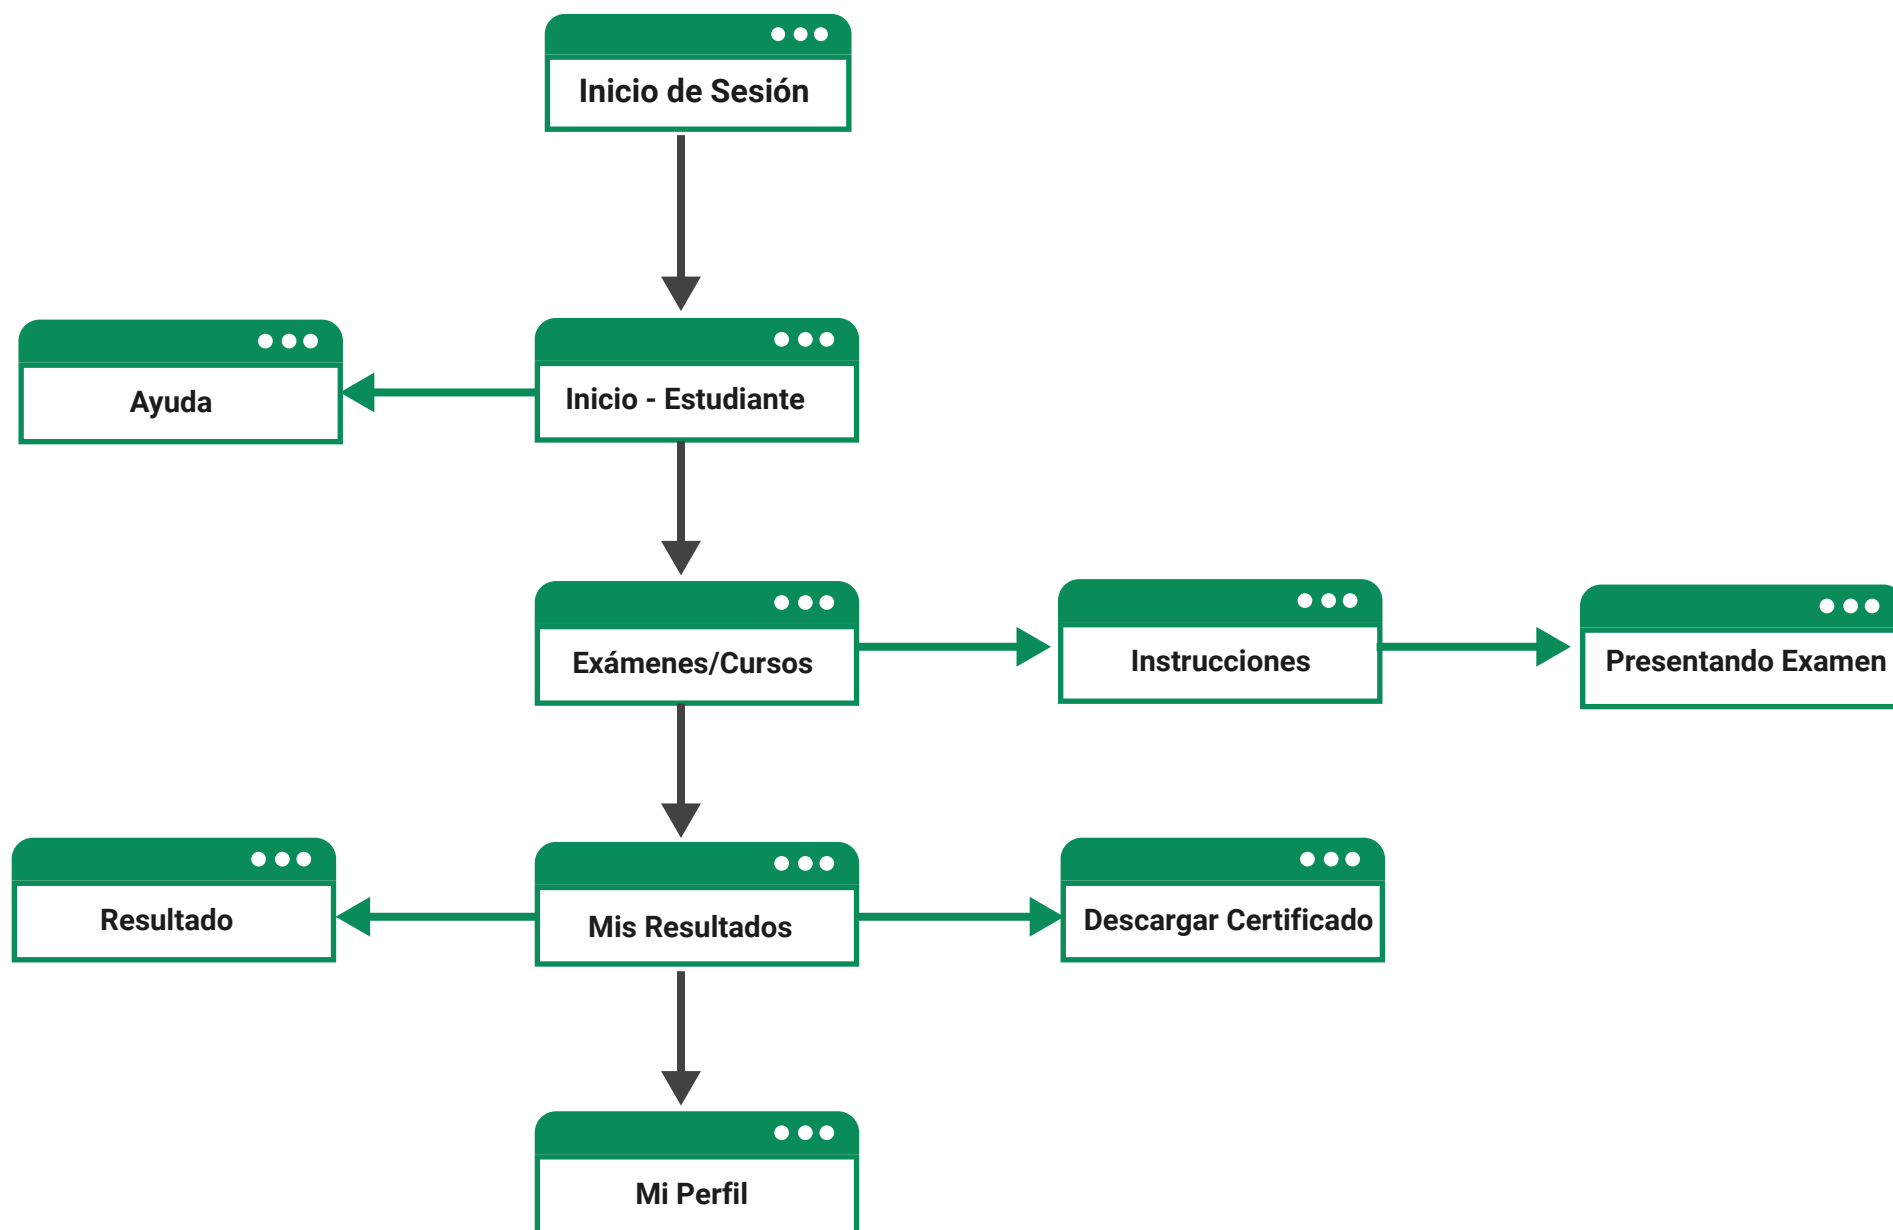 Inicio de Sesión
Ayuda
Inicio - Estudiante
Exámenes/Cursos
Instrucciones
Presentando Examen
Resultado
Mis Resultados
Descargar Certificado
Mi Perfil